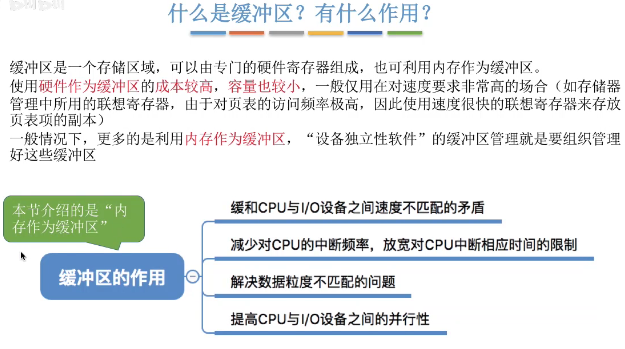 什么是缓冲区？有什么作用？
缓冲区是一个存储区域，可以由专门的硬件寄存器组成，也可利用内存作为缓冲区。
使用硬件作为缓冲区的成本较高，容量也较小，一般仅用在对速度要求非常高的场合（如存储器
管理中所用的联想寄存器，由于对页表的访问频率极高，因此使用速度很快的联想寄存器来存放
页表项的副本）
一般情况下，更多的是利用内存作为缓冲区，“设备独立性软件”的缓冲区管理就是要组织管理
好这些缓冲区
本节介绍的是“内
存作为缓冲区”
缓冲区的作用
缓和CPU与I/O设备之间速度不匹配的矛盾
减少对CPU的中断频率，放宽对CPU中断相应时间的限制
解决数据粒度不匹配的问题
提高CPU与I/O设备之间的并行性